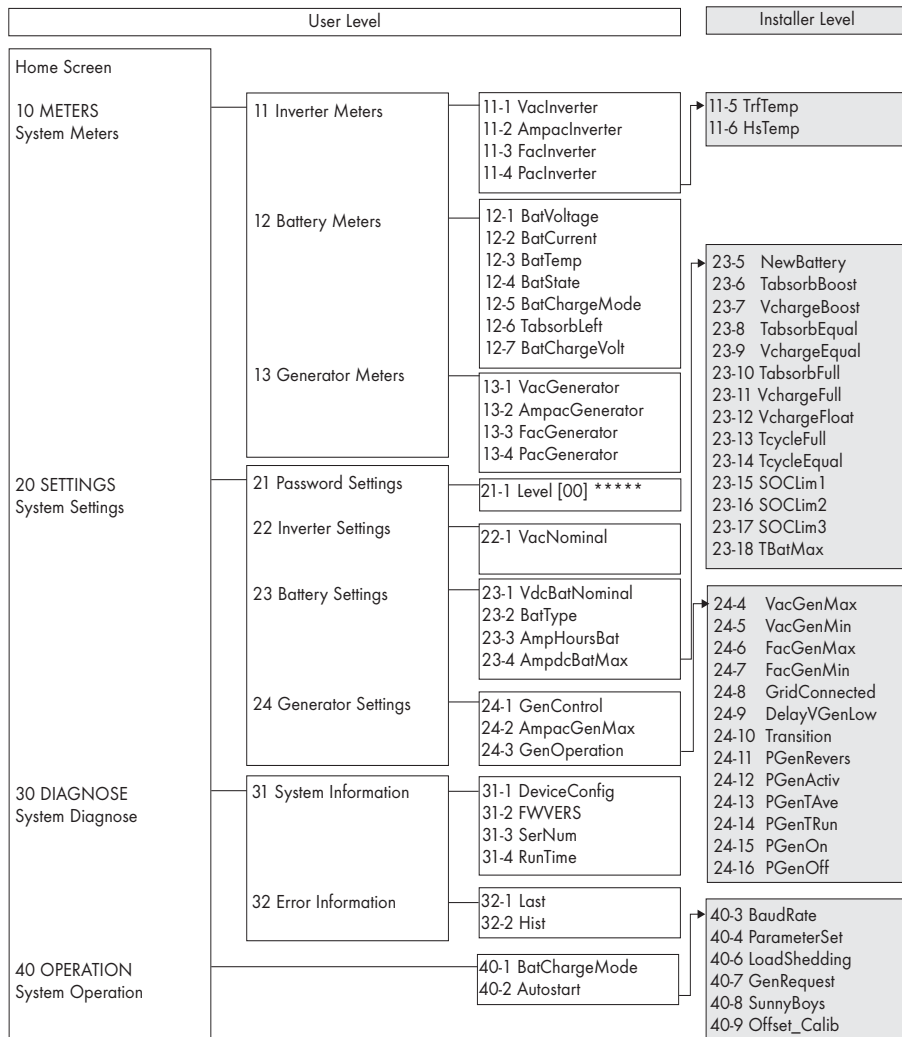 User Level
Installer Level
Home Screen
10 METERS
System Meters
11 Inverter Meters
11-1 VacInverter
11-2 AmpacInverter
11-3 FacInverter
11-4 PacInverter
11-5 TrfTemp
11-6 HsTemp
12 Battery Meters
12-1 BatVoltage
12-2 BatCurrent
12-3 BatTemp
12-4 BatState
12-5 BatChargeMode
12-6 TabsorbLeft
12-7 BatChargeVolt
13 Generator Meters
13-1 VacGenerator
13-2 AmpacGenerator
13-3 FacGenerator
13-4 PacGenerator
20 SETTINGS
System Settings
21 Password Settings
21-1 Level [00] *****
22 Inverter Settings
22-1 VacNominal
23 Battery Settings
23-1 VdcBatNominal
23-2 BatType
23-3 AmpHoursBat
23-4 AmpdcBatMax
23-5 NewBattery
23-6 TabsorbBoost
23-7 VchargeBoost
23-8 TabsorbEqual
23-9 VchargeEqual
23-10 TabsorbFull
23-11 VchargeFull
23-12 VchargeFloat
23-13 TcycleFull
23-14 TcycleEqual
23-15 SOCLim1
23-16 SOCLim2
23-17 SOCLim3
23-18 TBatMax
24 Generator Settings
24-1 GenControl
24-2 AmpacGenMax
24-3 GenOperation
24-4 VacGenMax
24-5 VacGenMin
24-6 FacGenMax
24-7 FacGenMin
24-8 GridConnected
24-9 DelayVGenLow
24-10 Transition
24-11 PGenRevers
24-12 PGenActiv
24-13 PGenTAve
24-14 PGenTRun
24-15 PGenOn
24-16 PGenOff
30 DIAGNOSE
System Diagnose
31 System Information
31-1 DeviceConfig
31-2 FWVERS
31-3 SerNum
31-4 RunTime
32 Error Information
32-1 Last
32-2 Hist
40 OPERATION
System Operation
40-1 BatChargeMode
40-2 Autostart
40-3 BaudRate
40-4 ParameterSet
40-6 LoadShedding
40-7 GenRequest
40-8 SunnyBoys
40-9 Offset_Calib